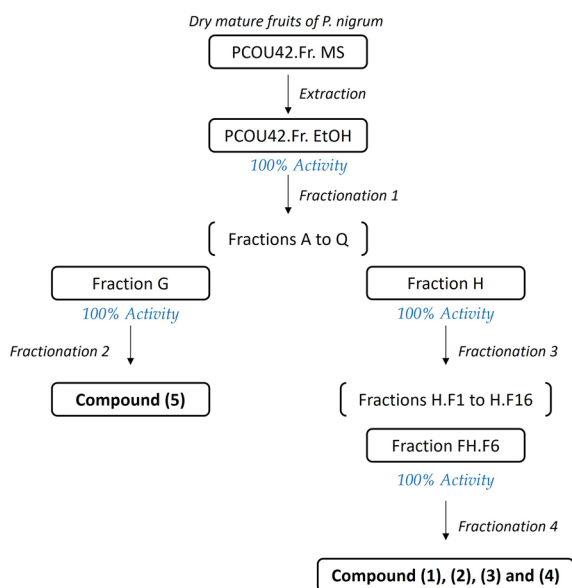 Dry mature fruits of P. nigrum
PCOU42.Fr. MS
Extraction
PCOU42.Fr. EtOH
100% Activity
Fractionation 1
Fractions A to Q
Fraction G
Fraction H
100% Activity
100% Activity
Fractionation 2
Fractionation 3
Compound (5)
Fractions H.F1 to H.F16
Fraction FH.F6
100% Activity
Fractionation 4
Compound (1), (2), (3) and (4)